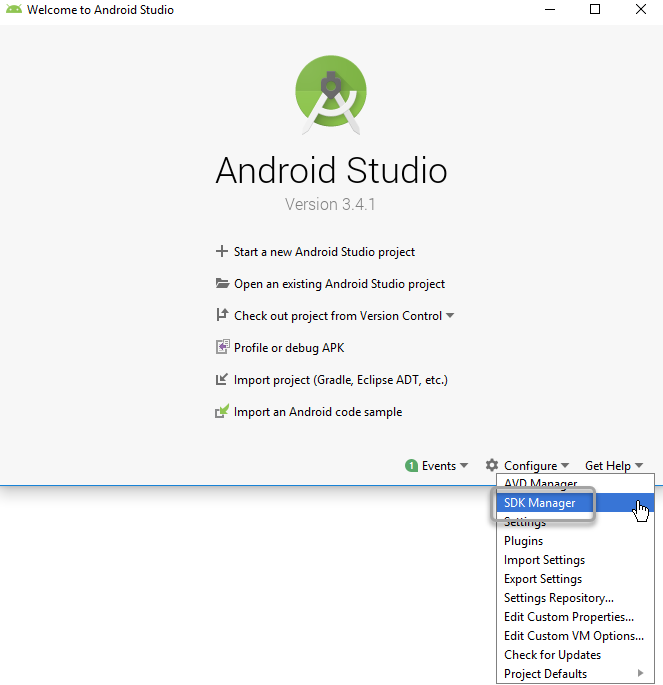 Welcome to Android Studio
Android Studio
Version 3.4.1
Start a new Android Studio project
Open an existing Android Studio project
Check out project from Version Control
Profile or debug APK
Import project (Gradle, Eclipse ADT, etc.)
Import an Android code sample
1 Events Configure Get Help
AVD Manager
SDK Manager
Settings
Plugins
Import Settings
Export Settings
Settings Repository...
Edit Custom Properties...
Edit Custom VM Options...
Check for Updates
Project Defaults